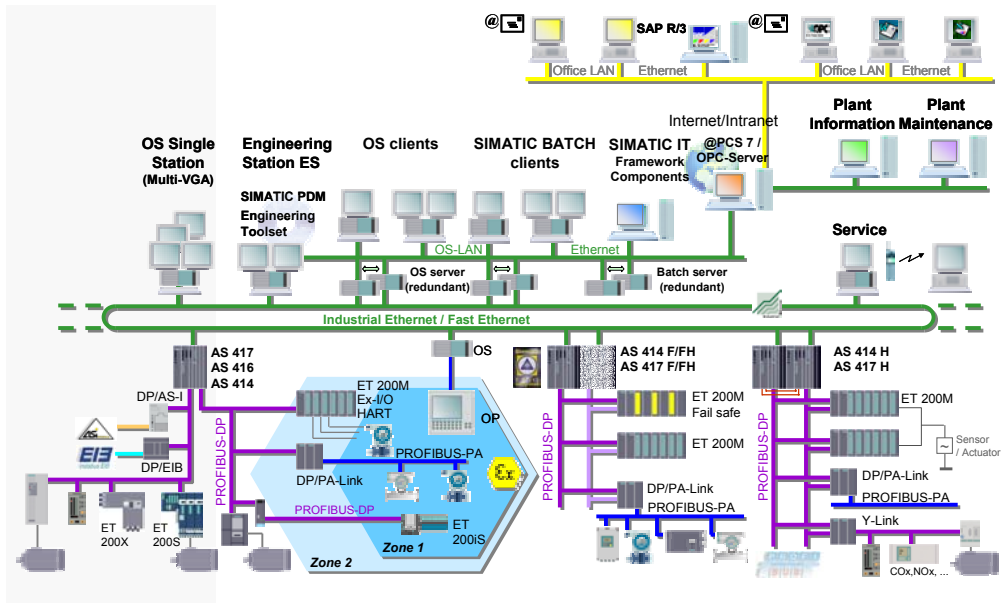 @
SAP R/3
@
OPC
Office LAN
Ethernet
Office LAN
Ethernet
Internet/Intranet
Plant
Information
Plant
Maintenance
OS Single
Station
(Multi-VGA)
Engineering
Station ES
OS clients
SIMATIC BATCH
clients
SIMATIC IT
Framework
Components
@PCS 7 /
OPC-Server
SIMATIC PDM
Engineering
Toolset
OS-LAN
Ethernet
Service
OS server
(redundant)
Batch server
(redundant)
Industrial Ethernet / Fast Ethernet
AS 417
AS 416
AS 414
OS
AS 414 F/FH
AS 417 F/FH
AS 414 H
AS 417 H
DP/AS-I
ET 200M
Ex-I/O
HART
OP
ET 200M
Fail safe
ET 200M
ET 200M
Sensor
/ Actuator
EIB
DP/EIB
PROFIBUS-DP
PROFIBUS-PA
DP/PA-Link
Ex
PROFIBUS-DP
DP/PA-Link
PROFIBUS-PA
PROFIBUS-DP
DP/PA-Link
PROFIBUS-PA
Y-Link
ET
200X
ET
200S
PROFIBUS-DP
ET
200iS
Zone 1
Zone 2
COx,NOx, ...